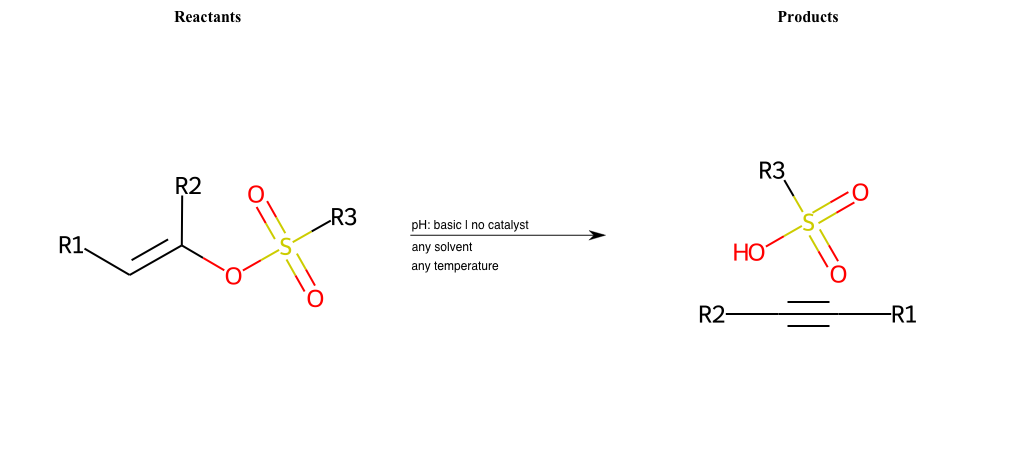 Reactants
Products
R1
R2
O
O
S
R3
O
pH: basic | no catalyst
any solvent
any temperature
R3
O
S
HO
O
R2
R1